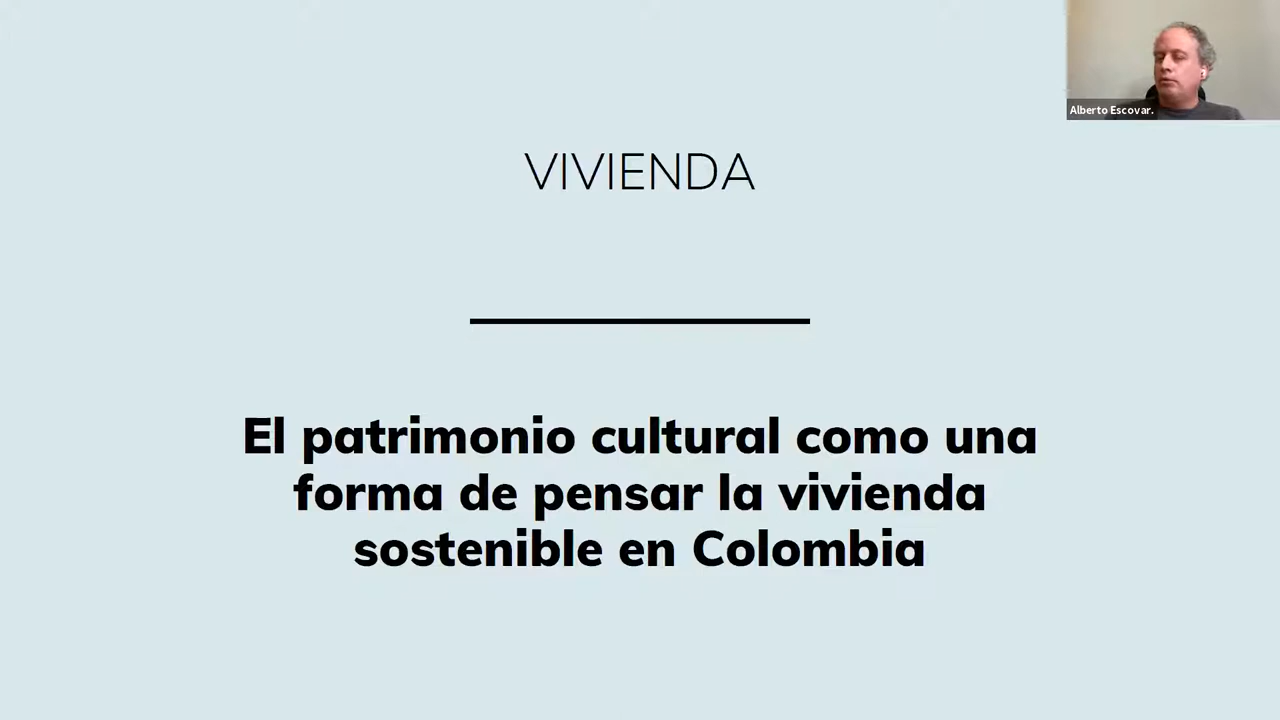 Alberto Escovar.
VIVIENDA
El patrimonio cultural como una
forma de pensar la vivienda
sostenible en Colombia